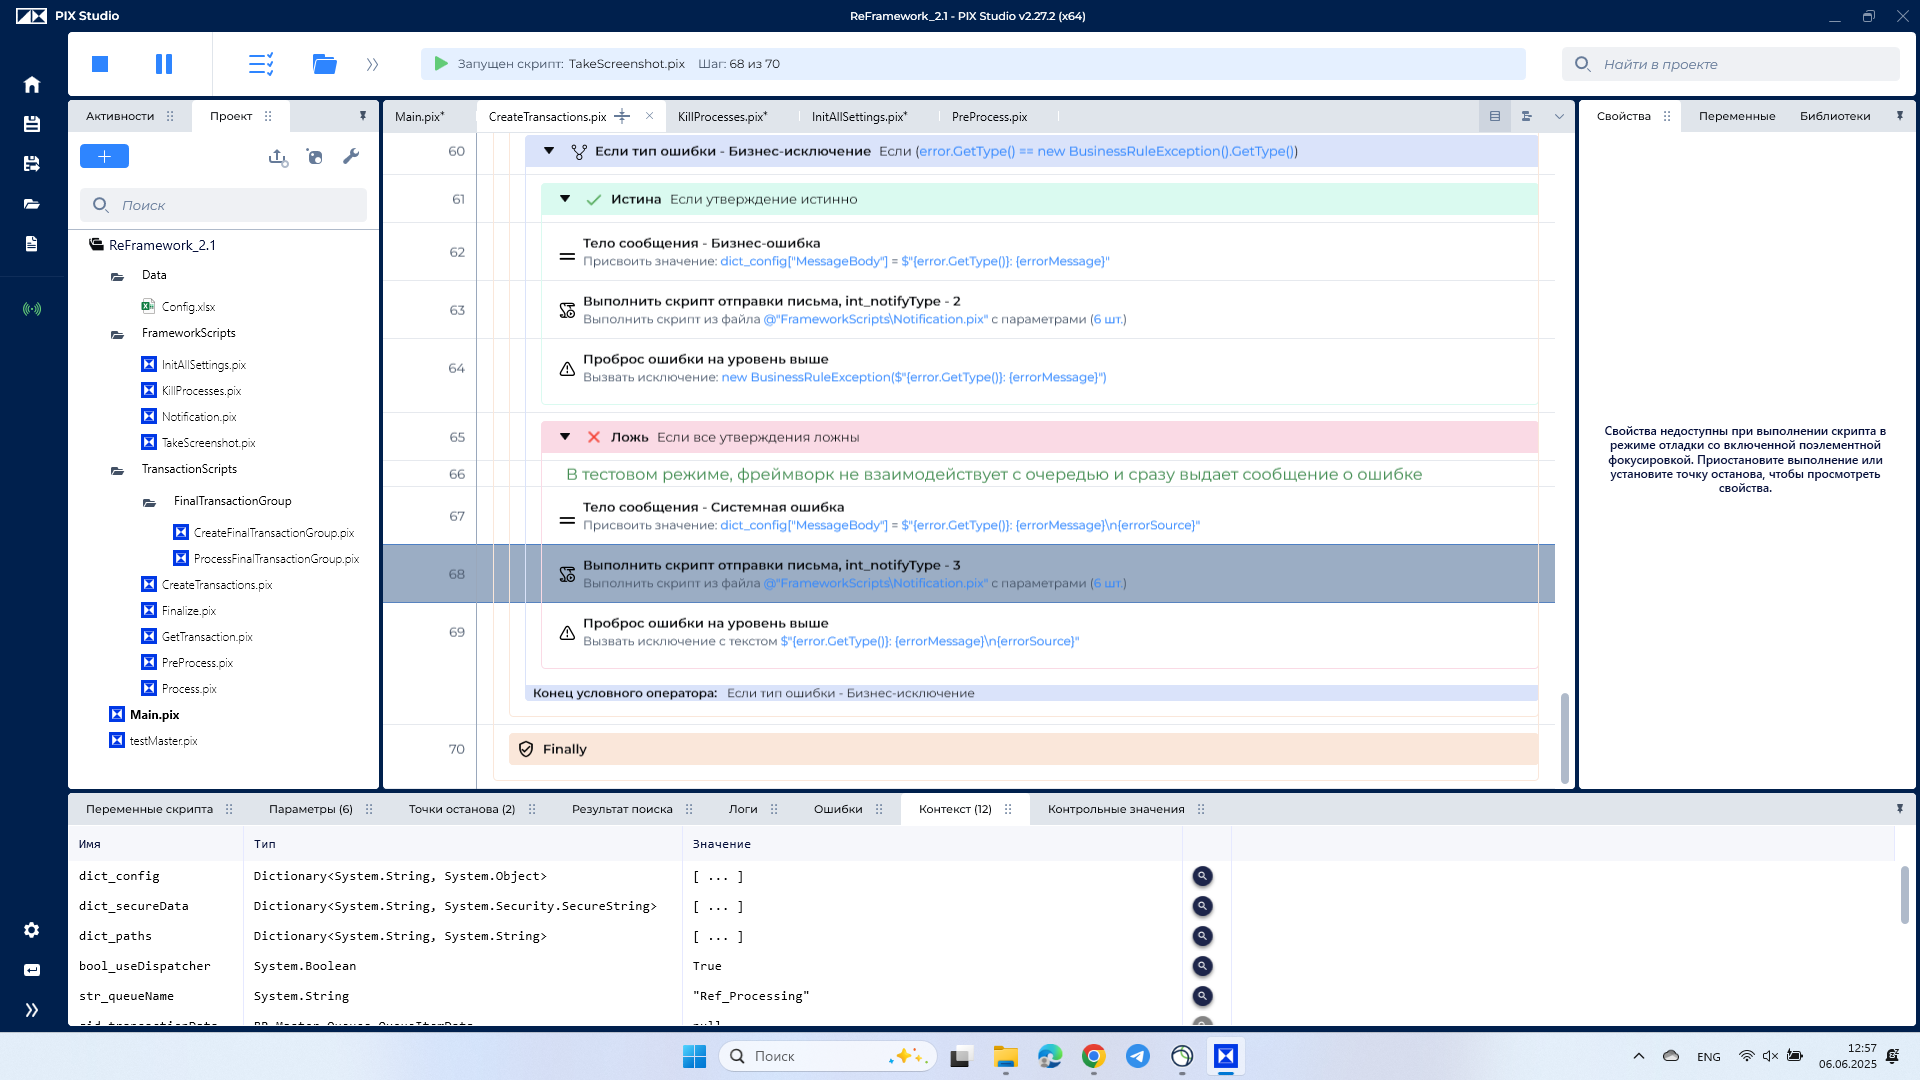 PIX Studio
ReFramework_2.1 - PIX Studio v2.27.2 (x64)
Запущен скрипт: TakeScreenshot.pix Шаг: 68 из 70
Найти в проекте
Активности
Проект
Поиск
ReFramework_2.1
Data
Config.xlsx
FrameworkScripts
InitAllSettings.pix
KillProcesses.pix
Notification.pix
TakeScreenshot.pix
TransactionScripts
FinalTransactionGroup
CreateFinalTransactionGroup.pix
ProcessFinalTransactionGroup.pix
CreateTransactions.pix
Finalize.pix
GetTransaction.pix
PreProcess.pix
Process.pix
Main.pix
testMaster.pix
Main.pix*
CreateTransactions.pix
KillProcesses.pix*
InitAllSettings.pix*
PreProcess.pix
60 Если тип ошибки - Бизнес-исключение Если (error.GetType() == new BusinessRuleException().GetType())
61 Истина Если утверждение истинно
62 Тело сообщения - Бизнес-ошибка
Присвоить значение: dict_config["MessageBody"] = $"{error.GetType()}: {errorMessage}"
63 Выполнить скрипт отправки письма, int_notifyType - 2
Выполнить скрипт из файла @"FrameworkScripts\Notification.pix" с параметрами (6 шт.)
64 Проброс ошибки на уровень выше
Вызвать исключение: new BusinessRuleException($"{error.GetType()}: {errorMessage}")
65 Ложь Если все утверждения ложны
66 В тестовом режиме, фреймворк не взаимодействует с очередью и сразу выдает сообщение о ошибке
67 Тело сообщения - Системная ошибка
Присвоить значение: dict_config["MessageBody"] = $"{error.GetType()}: {errorMessage}\n{errorSource}"
68 Выполнить скрипт отправки письма, int_notifyType - 3
Выполнить скрипт из файла @"FrameworkScripts\Notification.pix" с параметрами (6 шт.)
69 Проброс ошибки на уровень выше
Вызвать исключение с текстом $"{error.GetType()}: {errorMessage}\n{errorSource}"
Конец условного оператора: Если тип ошибки - Бизнес-исключение
70 Finally
Свойства
Переменные
Библиотеки
Свойства недоступны при выполнении скрипта в
режиме отладки со включенной поэлементной
фокусировкой. Приостановите выполнение или
установите точку останова, чтобы просмотреть
свойства.
Переменные скрипта
Параметры (6)
Точки останова (2)
Результат поиска
Логи
Ошибки
Контекст (12)
Контрольные значения
Имя Тип Значение
dict_config Dictionary<System.String, System.Object> [ ... ]
dict_secureData Dictionary<System.String, System.Security.SecureString> [ ... ]
dict_paths Dictionary<System.String, System.String> [ ... ]
bool_useDispatcher System.Boolean True
str_queueName System.String "Ref_Processing"
Поиск
ENG
12:57
06.06.2025